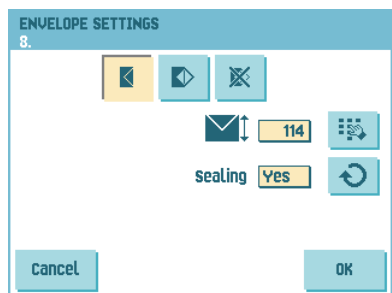 ENVELOPE SETTINGS
8.
114
Sealing Yes
Cancel OK